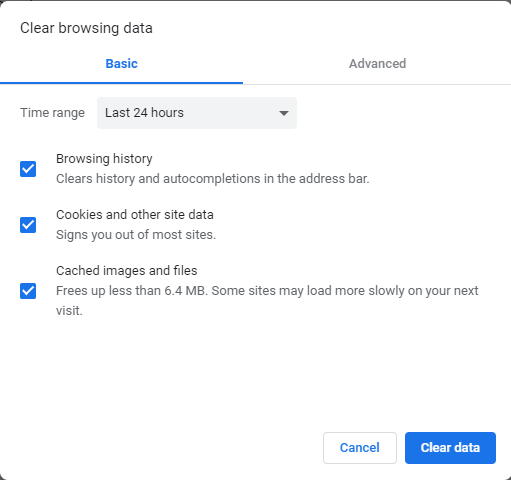 Clear browsing data
Basic
Advanced
Time range
Last 24 hours
Browsing history
Clears history and autocompletions in the address bar.
Cookies and other site data
Signs you out of most sites.
Cached images and files
Frees up less than 6.4 MB. Some sites may load more slowly on your next
visit.
Cancel
Clear data